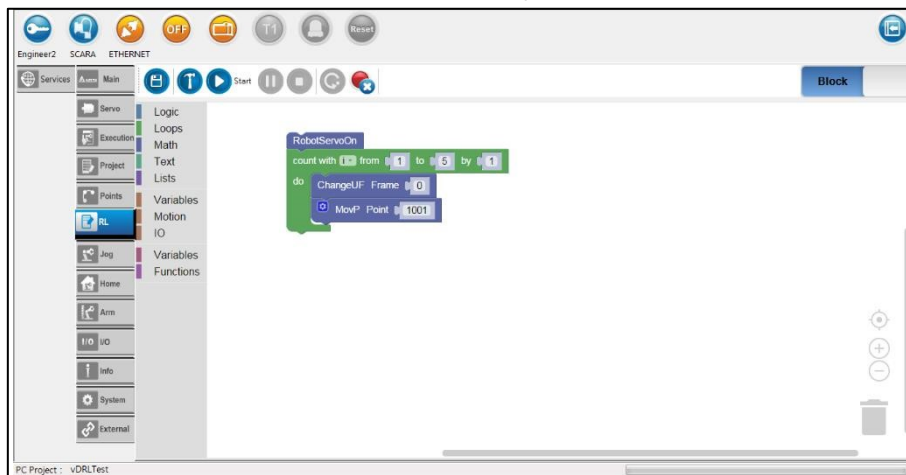 OFF T1 Reset
Engineer2 SCARA ETHERNET
Services Main T Start Block
Servo
Execution
Project
Points
RL
Jog
Home
Arm
I/O I/O
i Info
System
External
Logic
Loops
Math
Text
Lists
Variables
Motion
IO
Variables
Functions
RobotServoOn
count with i from 1 to 5 by 1
do ChangeUF Frame 0
MovP Point 1001
PC Project : vDRLTest